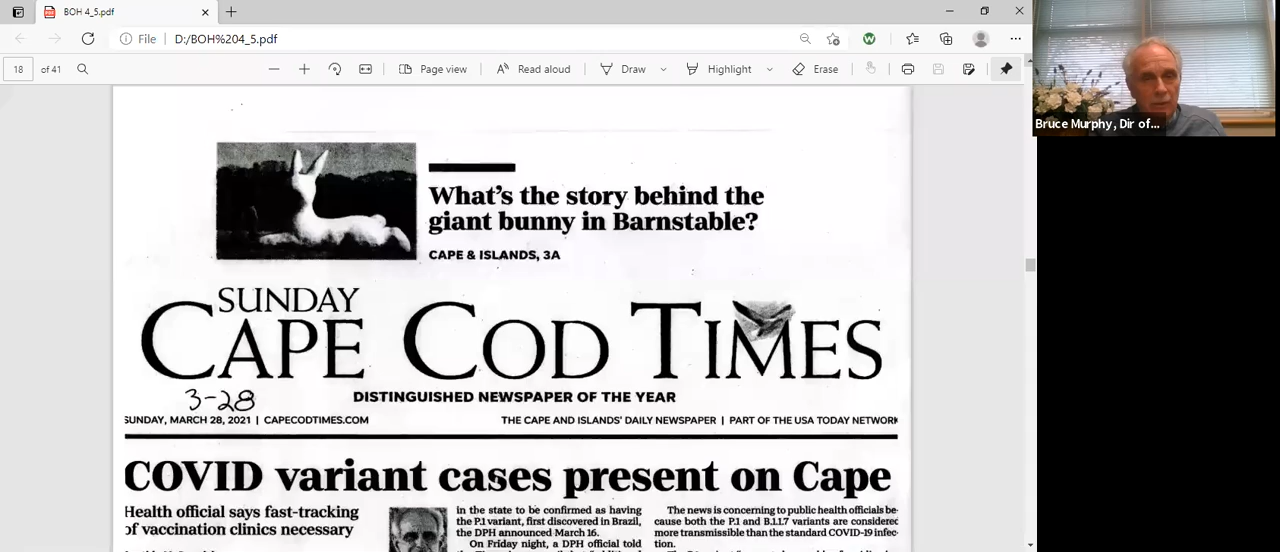 BOH 4_5.pdf
File
D:/BOH%204_5.pdf
18 of 41
Page view
Read aloud
Draw
Highlight
Erase
Bruce Murphy, Dir of...
What's the story behind the
giant bunny in Barnstable?
CAPE & ISLANDS, 3A
SUNDAY
CAPE COD TIMES
3-28
DISTINGUISHED NEWSPAPER OF THE YEAR
SUNDAY, MARCH 28, 2021 | CAPECODTIMES.COM
THE CAPE AND ISLANDS' DAILY NEWSPAPER | PART OF THE USA TODAY NETWORK
COVID variant cases present on Cape
Health official says fast-tracking
of vaccination clinics necessary
in the state to be confirmed as having
the P.1 variant, first discovered in Brazil,
the DPH announced March 16.
On Friday night, a DPH official told
The news is concerning to public health officials be-
cause both the P.1 and B.1.1.7 variants are considered
more transmissible than the standard COVID-19 infec-
tion.